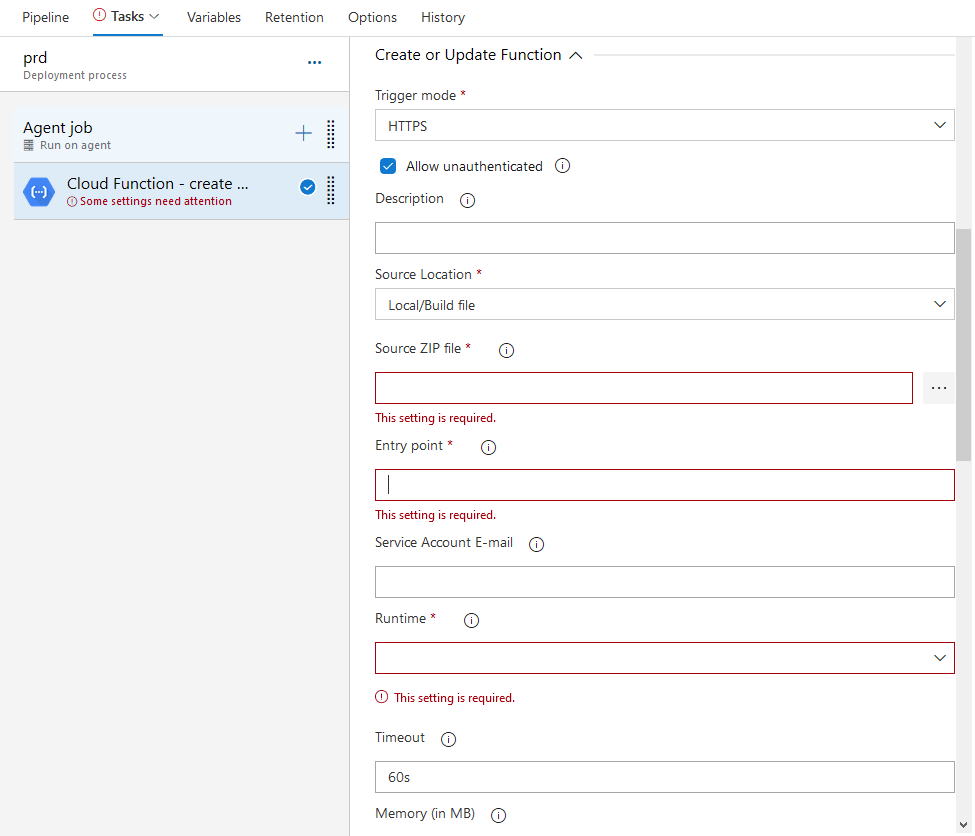 Pipeline Tasks Variables Retention Options History
prd
Deployment process
Agent job
Run on agent
Cloud Function - create ...
Some settings need attention
Create or Update Function
Trigger mode *
HTTPS
Allow unauthenticated
Description
Source Location *
Local/Build file
Source ZIP file *
This setting is required.
Entry point *
This setting is required.
Service Account E-mail
Runtime *
This setting is required.
Timeout
60s
Memory (in MB)